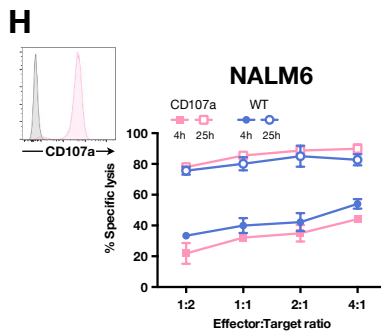 H
CD107a
NALM6
CD107a WT
4h 25h 4h 25h
% Specific lysis
100
80
60
40
20
0
1:2 1:1 2:1 4:1
Effector:Target ratio